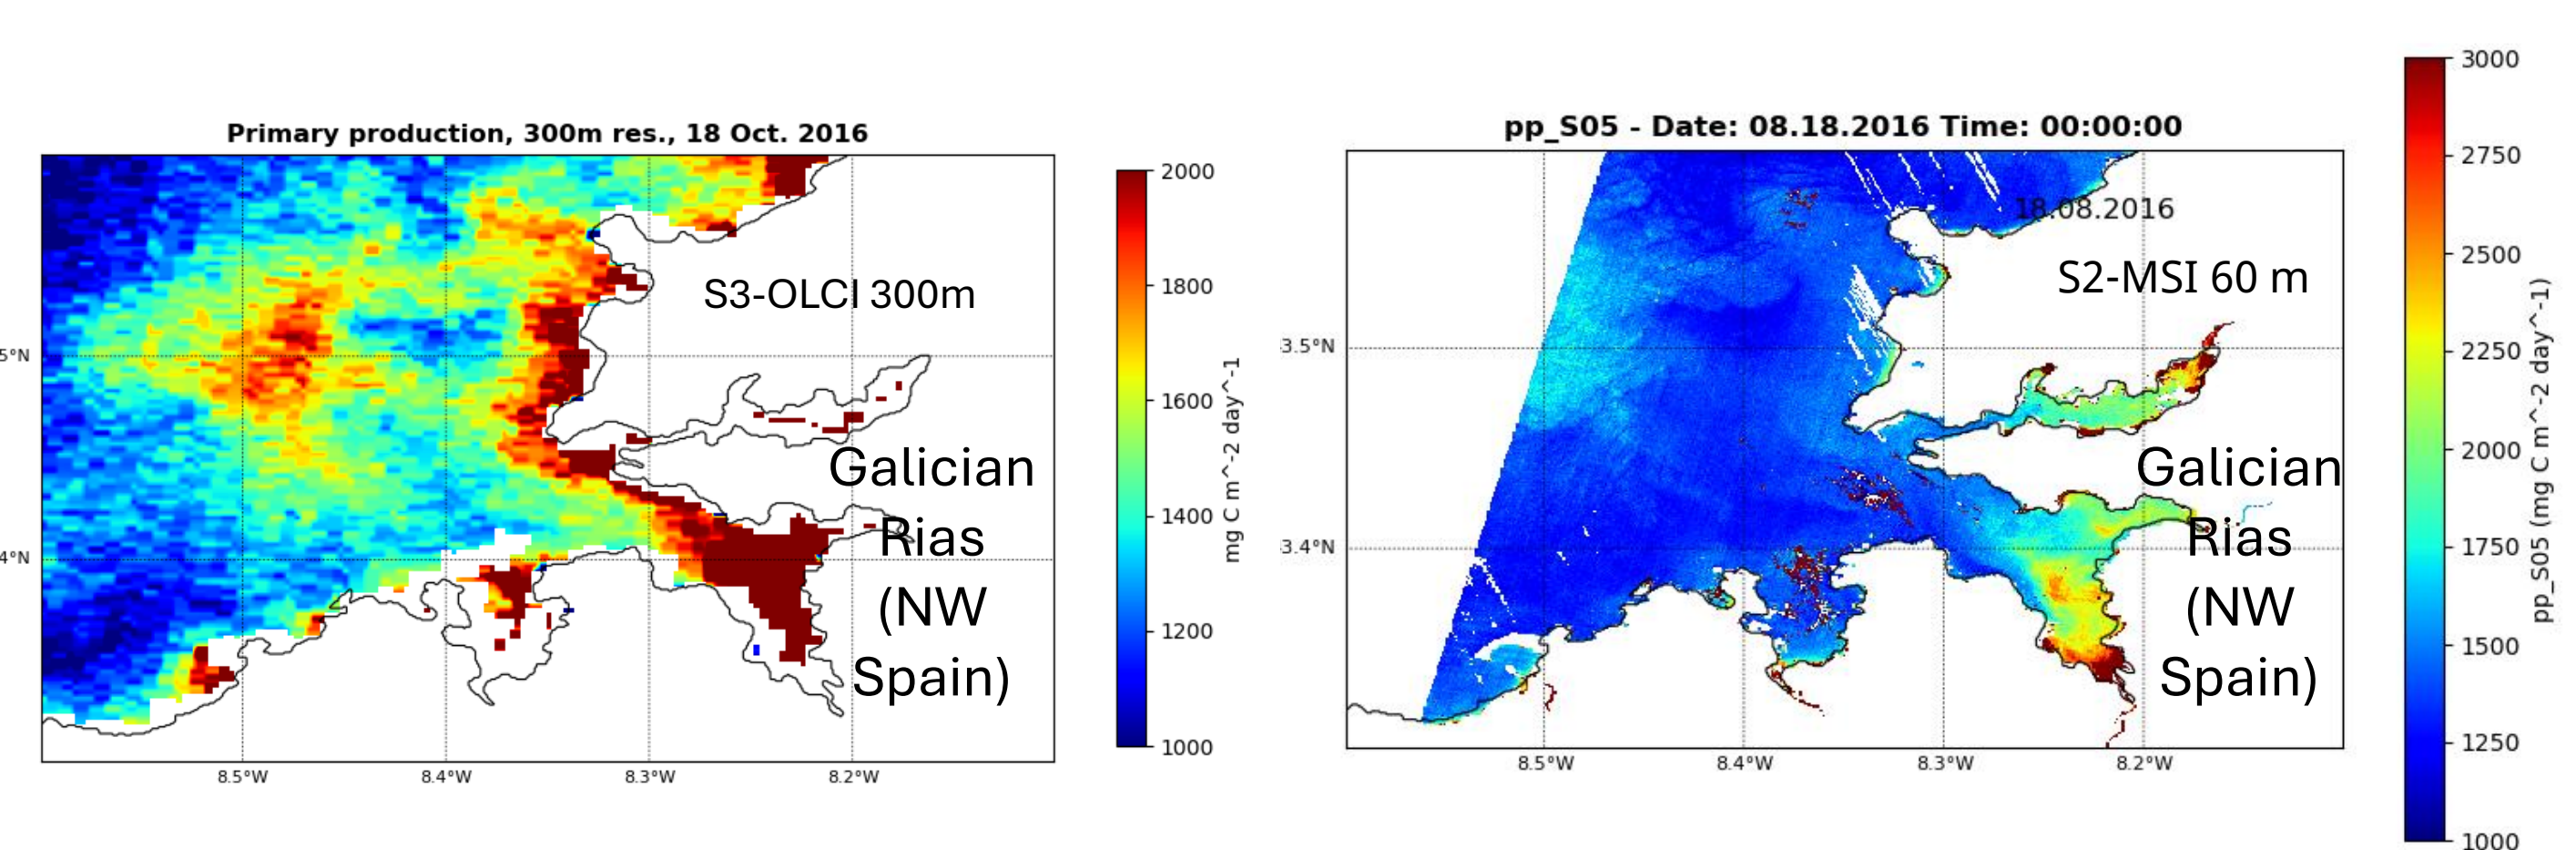 Primary production, 300m res., 18 Oct. 2016
S3-OLCI 300m
Galician
Rias
(NW
Spain)
5°N
4°N
8.5°W
8.4°W
8.3°W
8.2°W
2000
1800
1600
1400
1200
1000
mg C m^-2 day^-1
pp_S05 - Date: 08.18.2016 Time: 00:00:00
18.08.2016
S2-MSI 60 m
Galician
Rias
(NW
Spain)
3.5°N
3.4°N
8.5°W
8.4°W
8.3°W
8.2°W
3000
2750
2500
2250
2000
1750
1500
1250
1000
pp_S05 (mg C m^-2 day^-1)